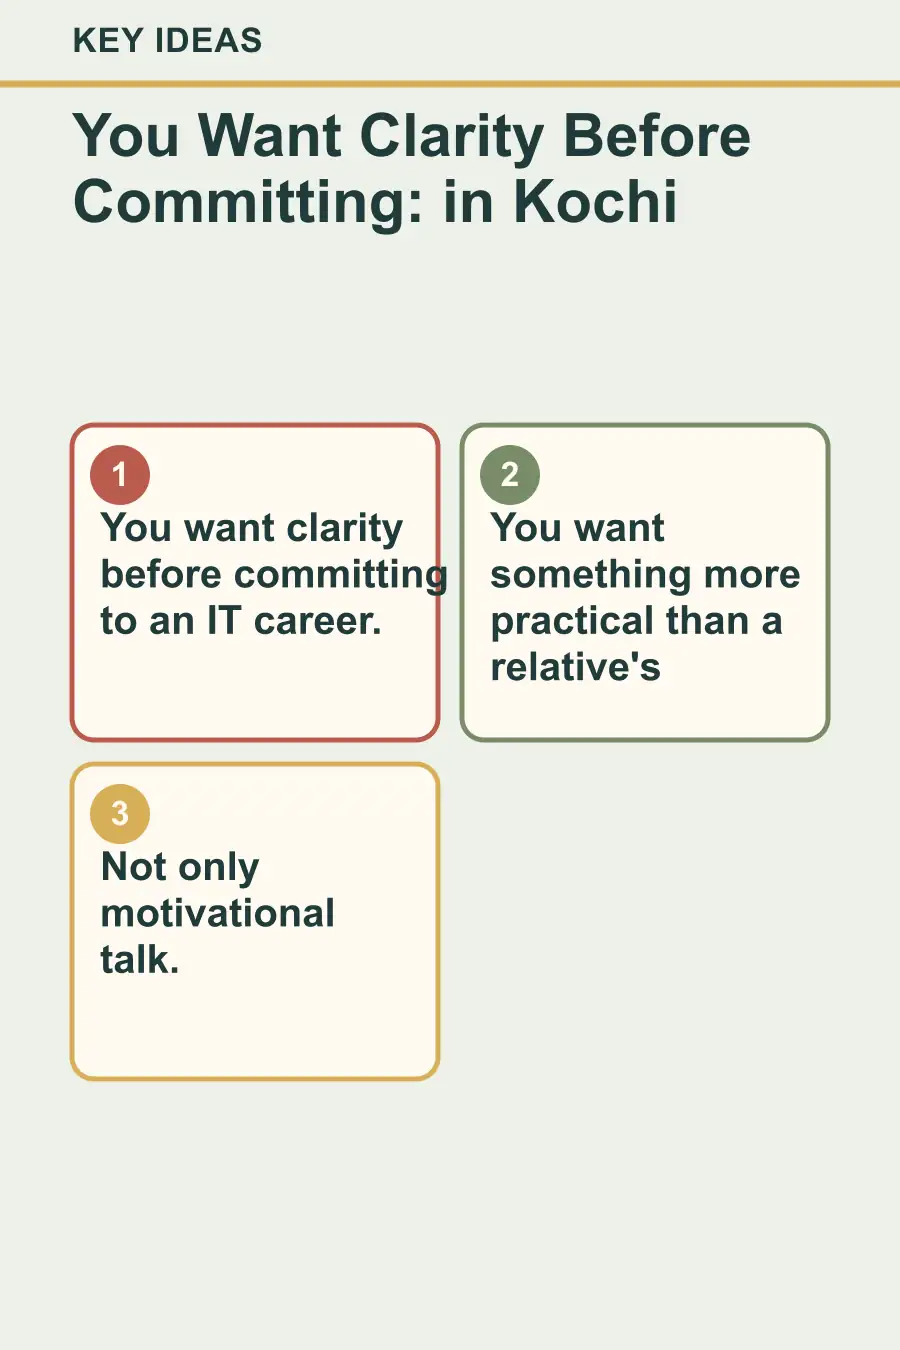 KEY IDEAS
You Want Clarity Before
Committing: in Kochi
1
You want clarity
before committing
to an IT career.
2
You want
something more
practical than a
relative's
3
Not only
motivational
talk.